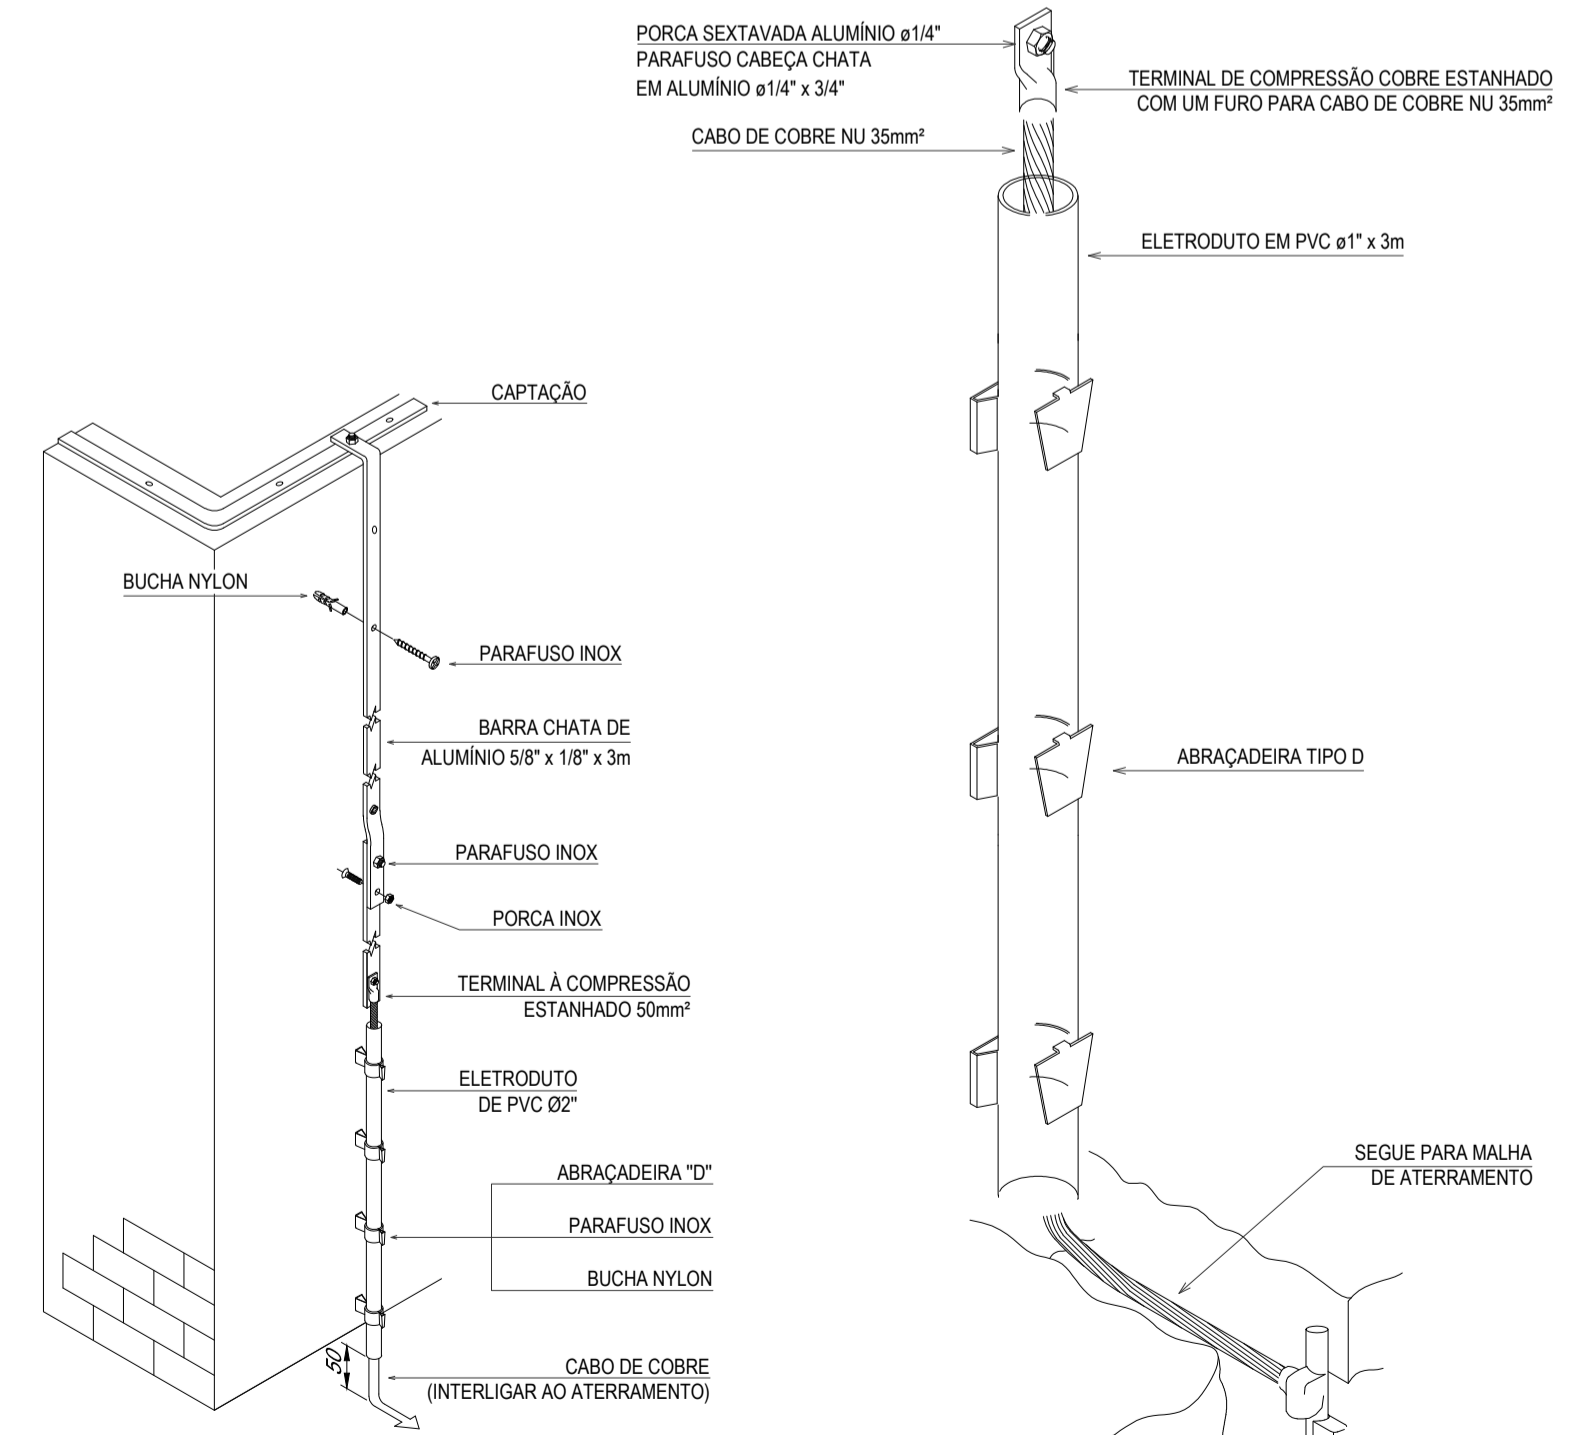 PORCA SEXTAVADA ALUMÍNIO ø1/4"
PARAFUSO CABEÇA CHATA
EM ALUMÍNIO ø1/4" x 3/4"
TERMINAL DE COMPRESSÃO COBRE ESTANHADO
COM UM FURO PARA CABO DE COBRE NU 35mm²
CABO DE COBRE NU 35mm²
ELETRODUTO EM PVC ø1" x 3m
ABRAÇADEIRA TIPO D
SEGUE PARA MALHA
DE ATERRAMENTO
CAPTAÇÃO
BUCHA NYLON
PARAFUSO INOX
BARRA CHATA DE
ALUMÍNIO 5/8" x 1/8" x 3m
PARAFUSO INOX
PORCA INOX
TERMINAL À COMPRESSÃO
ESTANHADO 50mm²
ELETRODUTO
DE PVC Ø2"
ABRAÇADEIRA "D"
PARAFUSO INOX
BUCHA NYLON
50
CABO DE COBRE
(INTERLIGAR AO ATERRAMENTO)